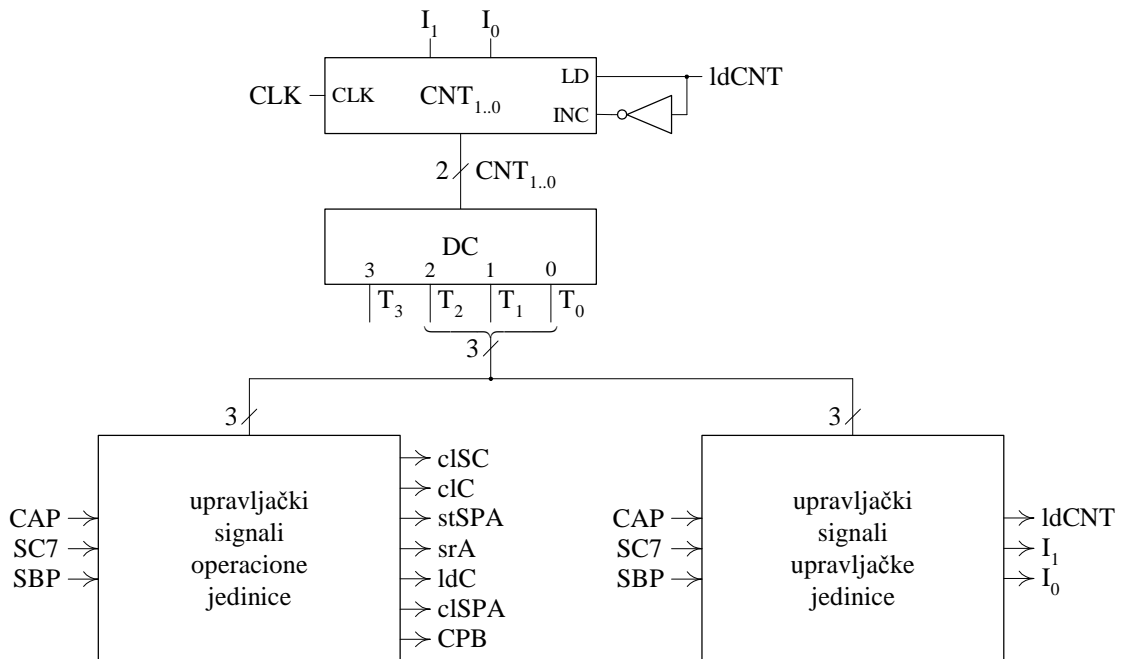 I₁ I₀
LD ldCNT
CLK CLK CNT₁..₀
INC
2 CNT₁..₀
DC
3 2 1 0
T₃ T₂ T₁ T₀
3
3 3
upravljački
signali
operacione
jedinice
CAP
SC7
SBP
clSC
clC
stSPA
srA
ldC
clSPA
CPB
upravljački
signali
upravljačke
jedinice
CAP
SC7
SBP
ldCNT
I₁
I₀